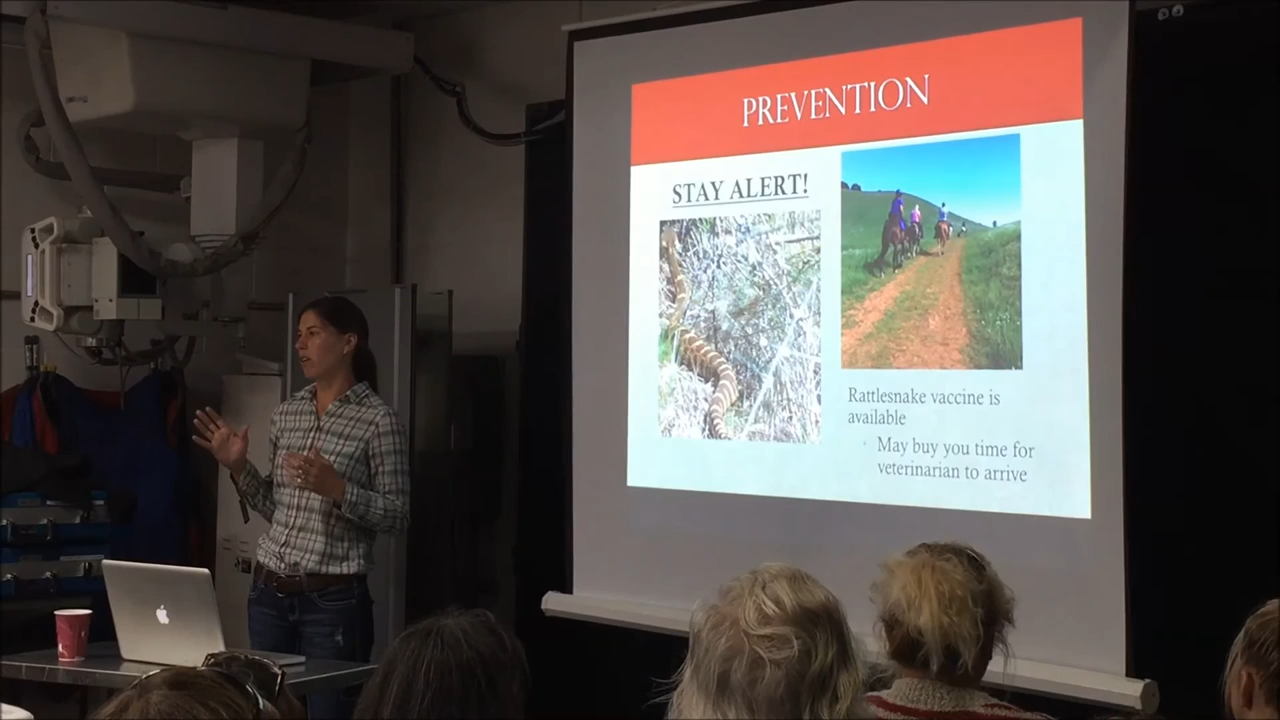 PREVENTION
STAY ALERT!
Rattlesnake vaccine is
available
May buy you time for
veterinarian to arrive